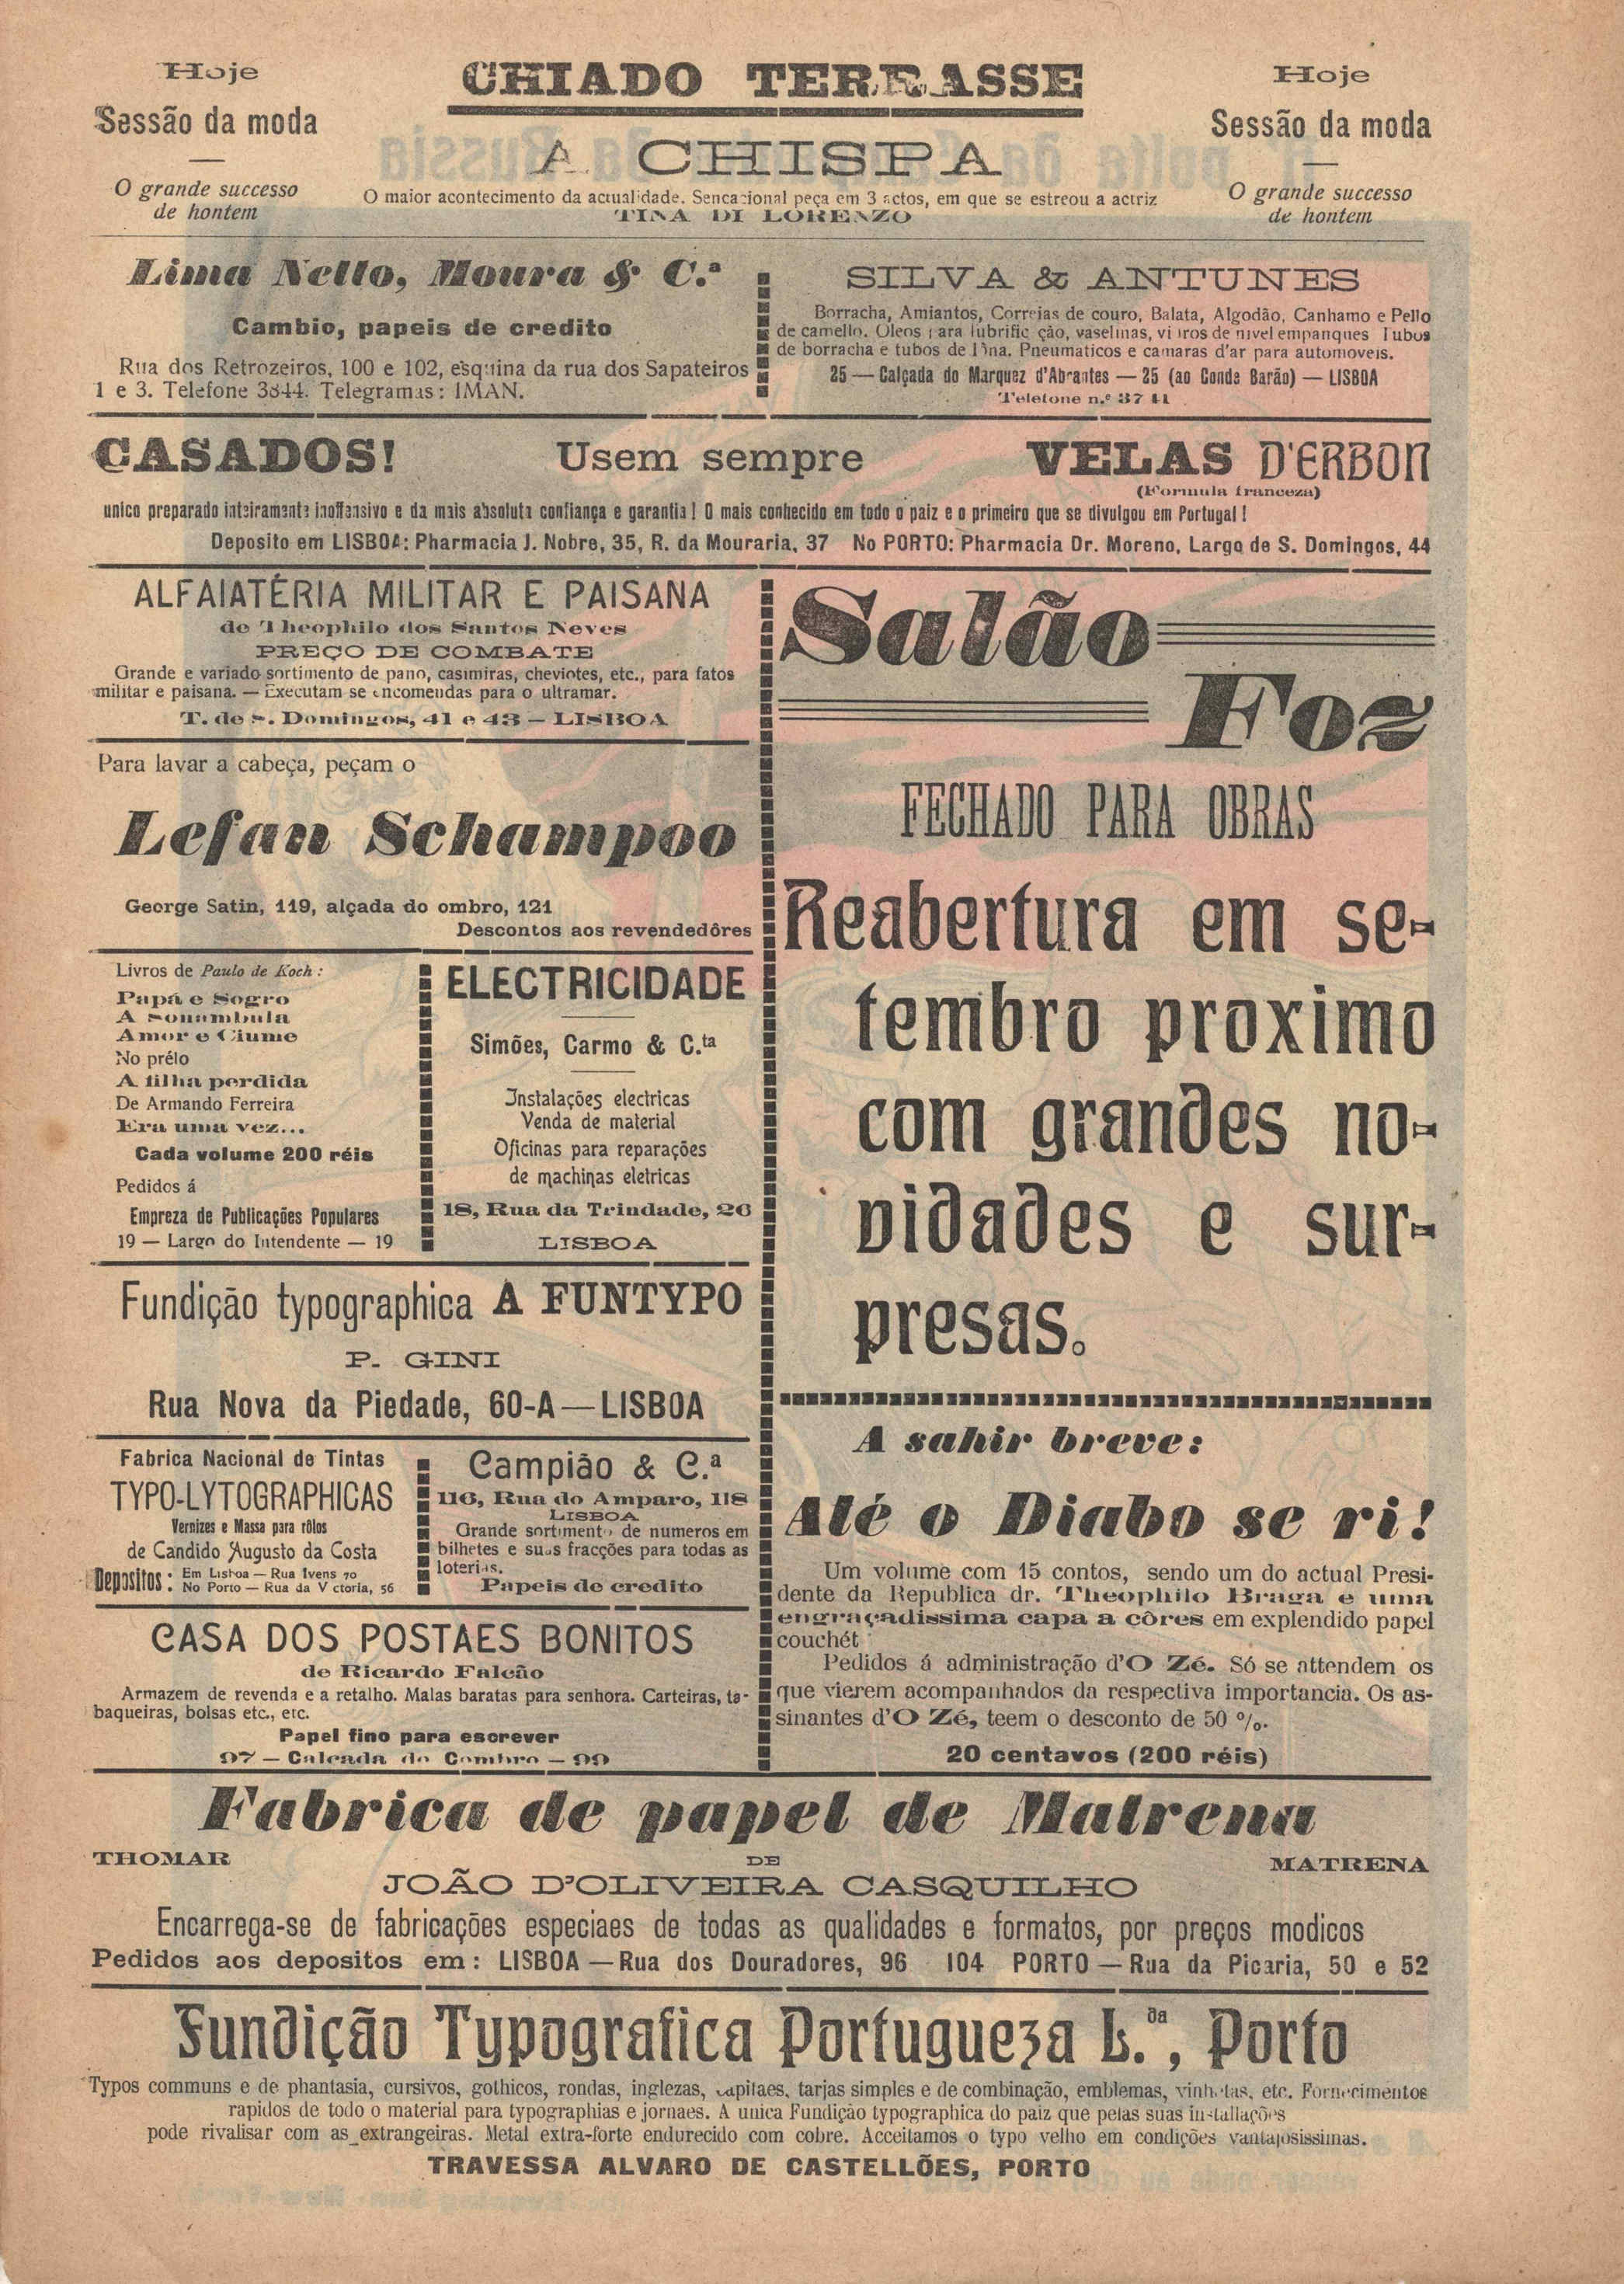 Hoje
Sessão da moda
O grande successo
de hontem
CHIADO TERRASSE
A CHISPA
O maior acontecimento da actualidade. Sencacional peça em 3 actos, em que se estreou a actriz
TINA DI LORENZO
Hoje
Sessão da moda
O grande successo
de hontem
Lima Netto, Moura & C.ª
Cambio, papeis de credito
Rua dos Retrozeiros, 100 e 102, esquina da rua dos Sapateiros
1 e 3. Telefone 3844. Telegramas: IMAN.
SILVA & ANTUNES
Borracha, Amiantos, Correias de couro, Balata, Algodão, Canhamo e Pello
de camello. Oleos para lubrificção, vaselinas, vidros de nivel empanques Tubos
de borracha e tubos de lona. Pneumaticos e camaras d'ar para automoveis.
25 — Calçada do Marquez d'Abrantes — 25 (ao Conde Barão) — LISBOA
Telefone n.º 3741
CASADOS! Usem sempre VELAS D'ERBON
(Formula franceza)
unico preparado inteiramente inoffensivo e da mais absoluta confiança e garantia! O mais conhecido em todo o paiz e o primeiro que se divulgou em Portugal!
Deposito em LISBOA: Pharmacia J. Nobre, 35, R. da Mouraria, 37 No PORTO: Pharmacia Dr. Moreno, Largo de S. Domingos, 44
ALFAIATÉRIA MILITAR E PAISANA
de Theophilo dos Santos Neves
PREÇO DE COMBATE
Grande e variado sortimento de pano, casimiras, cheviotes, etc., para fatos
militar e paisana. — Executam-se encomendas para o ultramar.
T. de S. Domingos, 41 e 43 — LISBOA
Para lavar a cabeça, peçam o
Lefan Schampoo
George Satin, 119, alçada do ombro, 121
Descontos aos revendedôres
Livros de Paulo de Koch:
Papá e Sogro
A sonambula
Amor e Ciume
No prélo
A filha perdida
De Armando Ferreira
Era uma vez...
Cada volume 200 réis
Pedidos á
Empreza de Publicações Populares
19 — Largo do Intendente — 19
ELECTRICIDADE
Simões, Carmo & C.ta
Instalações electricas
Venda de material
Oficinas para reparações
de machinas eletricas
18, Rua da Trindade, 26
LISBOA
Fundição typographica A FUNTYPO
P. GINI
Rua Nova da Piedade, 60-A—LISBOA
Fabrica Nacional de Tintas
TYPO-LYTOGRAPHICAS
Vernizes e Massa para rôlos
de Candido Augusto da Costa
Depositos: Em Lisboa — Rua Ivens 70
No Porto — Rua da Victoria, 56
Campião & C.ª
116, Rua do Amparo, 118
LISBOA
Grande sortimento de numeros em
bilhetes e suas fracções para todas as
loterias.
Papeis de credito
CASA DOS POSTAES BONITOS
de Ricardo Falcão
Armazem de revenda e a retalho. Malas baratas para senhora. Carteiras, ta-
baqueiras, bolsas etc., etc.
Papel fino para escrever
97 — Calçada do Combro — 99
Salão
Foz
FECHADO PARA OBRAS
Reabertura em se-
tembro proximo
com grandes no-
vidades e sur-
presas.
A sahir breve:
Até o Diabo se ri!
Um volume com 15 contos, sendo um do actual Presi-
dente da Republica dr. Theophilo Braga e uma
engraçadissima capa a côres em explendido papel
couchét
Pedidos á administração d'O Zé. Só se attendem os
que vierem acompanhados da respectiva importancia. Os as-
sinantes d'O Zé, teem o desconto de 50 %.
20 centavos (200 réis)
Fabrica de papel de Matrena
THOMAR DE MATRENA
JOÃO D'OLIVEIRA CASQUILHO
Encarrega-se de fabricações especiaes de todas as qualidades e formatos, por preços modicos
Pedidos aos depositos em: LISBOA — Rua dos Douradores, 96 104 PORTO — Rua da Picaria, 50 e 52
Fundição Typografica Portugueza L.da, Porto
Typos communs e de phantasia, cursivos, gothicos, rondas, inglezas, capitaes, tarjas simples e de combinação, emblemas, vinhetas, etc. Fornecimentos
rapidos de todo o material para typographias e jornaes. A unica Fundição typographica do paiz que pelas suas installações
pode rivalisar com as extrangeiras. Metal extra-forte endurecido com cobre. Acceitamos o typo velho em condições vantajosissimas.
TRAVESSA ALVARO DE CASTELLÕES, PORTO